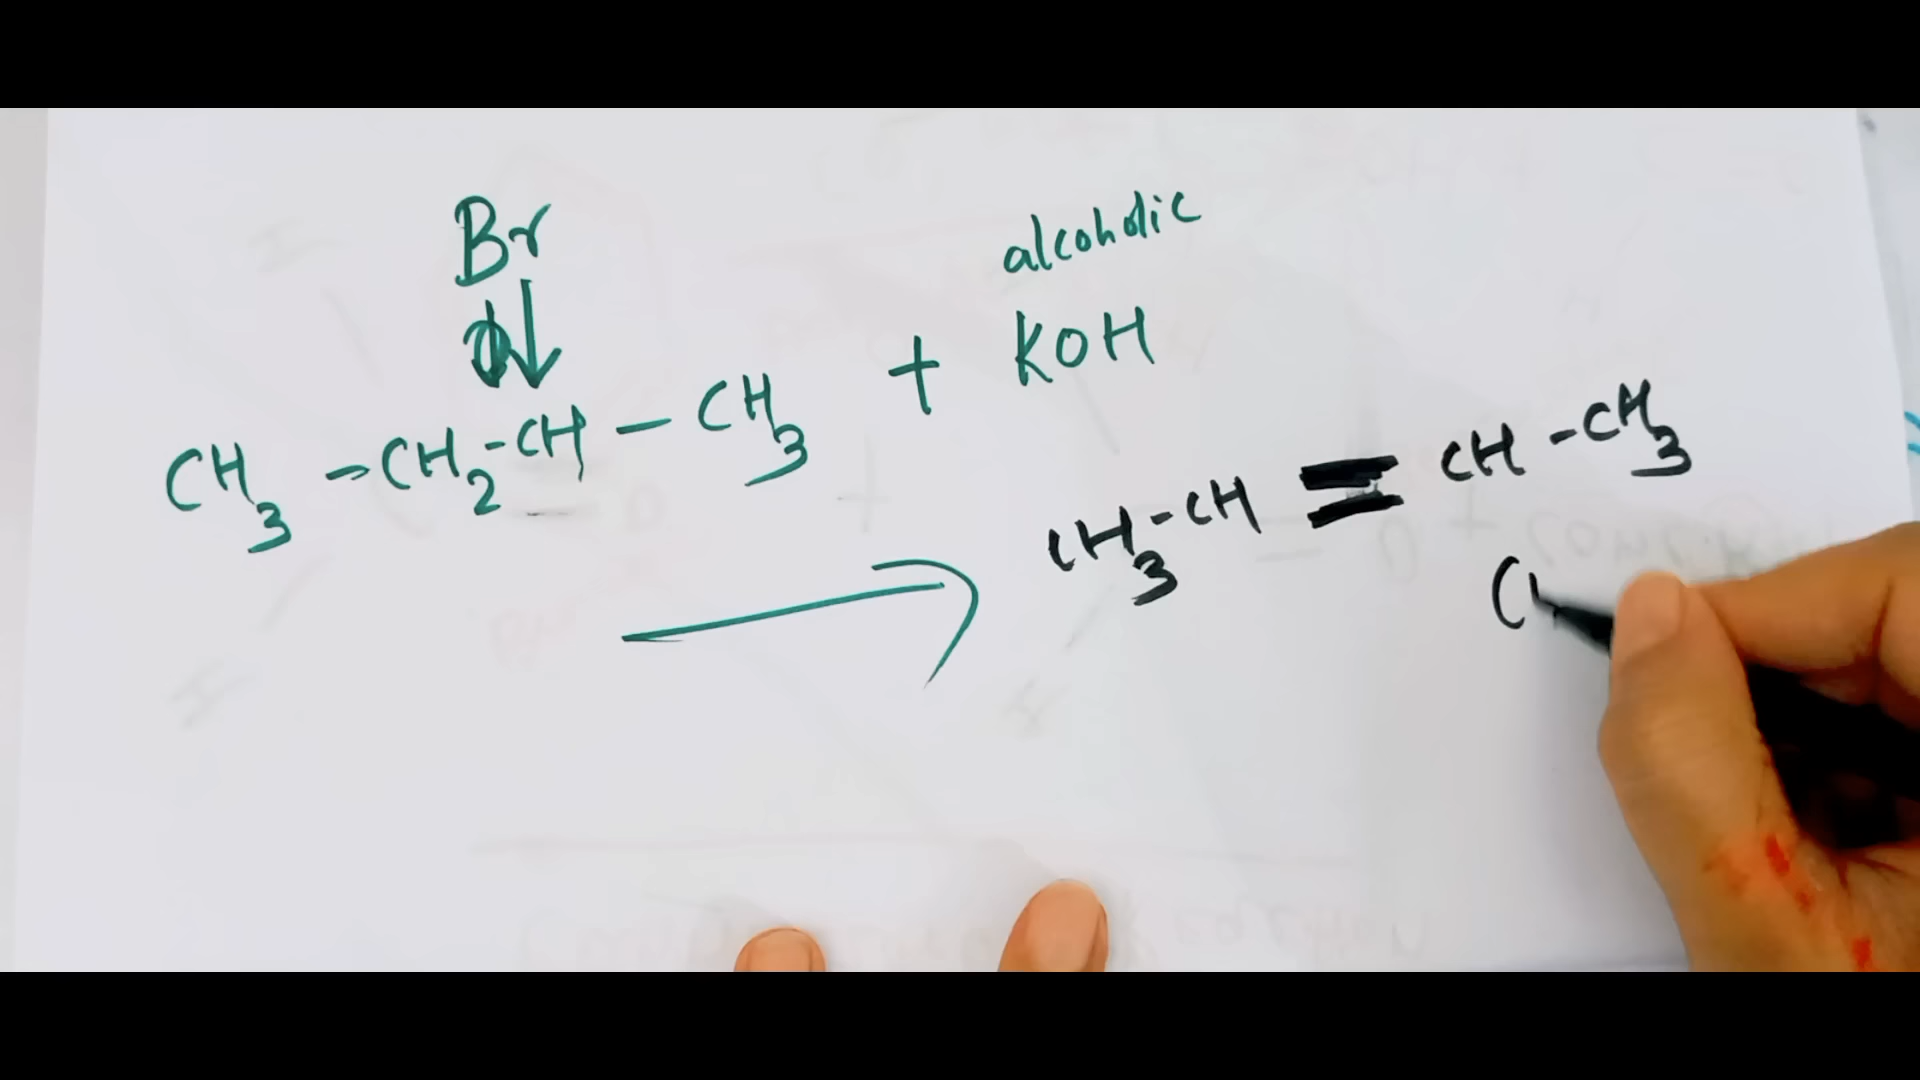 Br
alcoholic
CH3 - CH2 - CH - CH3 + KOH
CH3 - CH = CH - CH3
(